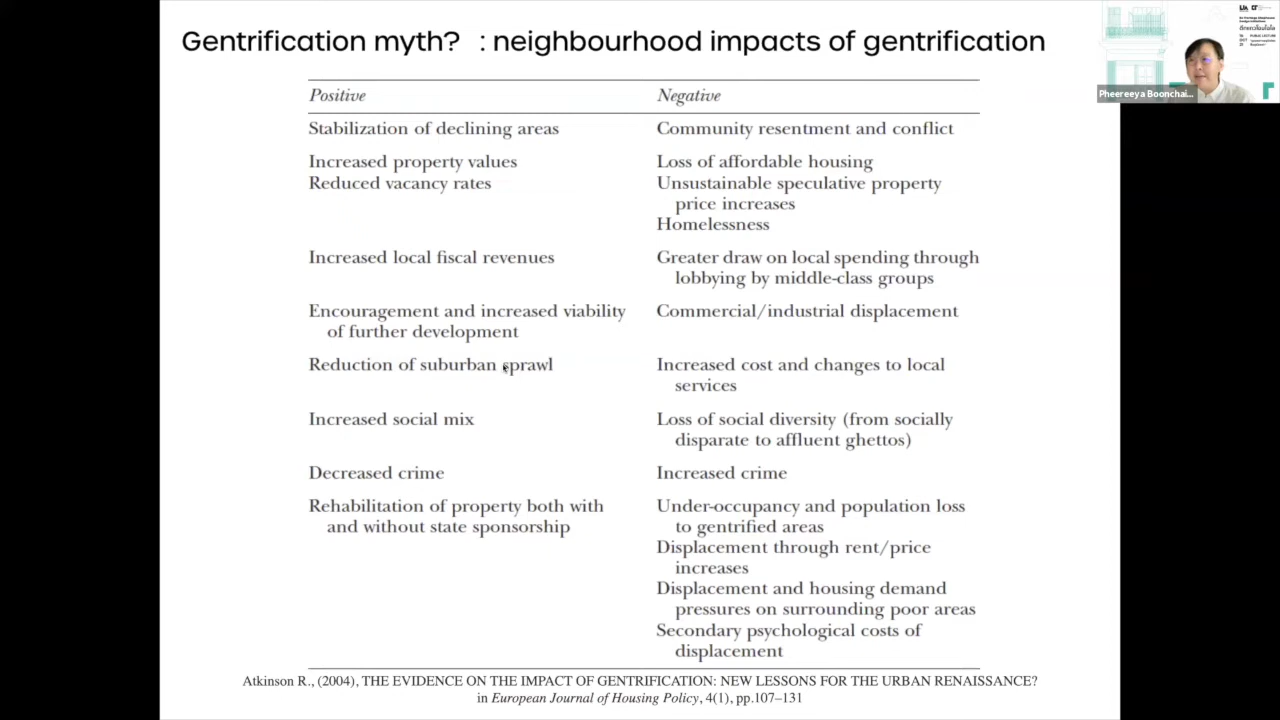 Gentrification myth? : neighbourhood impacts of gentrification
Positive Negative
Stabilization of declining areas Community resentment and conflict
Increased property values Loss of affordable housing
Reduced vacancy rates Unsustainable speculative property
price increases
Homelessness
Increased local fiscal revenues Greater draw on local spending through
lobbying by middle-class groups
Encouragement and increased viability Commercial/industrial displacement
of further development
Reduction of suburban sprawl Increased cost and changes to local
services
Increased social mix Loss of social diversity (from socially
disparate to affluent ghettos)
Decreased crime Increased crime
Rehabilitation of property both with Under-occupancy and population loss
and without state sponsorship to gentrified areas
Displacement through rent/price
increases
Displacement and housing demand
pressures on surrounding poor areas
Secondary psychological costs of
displacement
Atkinson R., (2004), THE EVIDENCE ON THE IMPACT OF GENTRIFICATION: NEW LESSONS FOR THE URBAN RENAISSANCE?
in European Journal of Housing Policy, 4(1), pp.107–131
Pheereeya Boonchai...
PUBLIC LECTURE